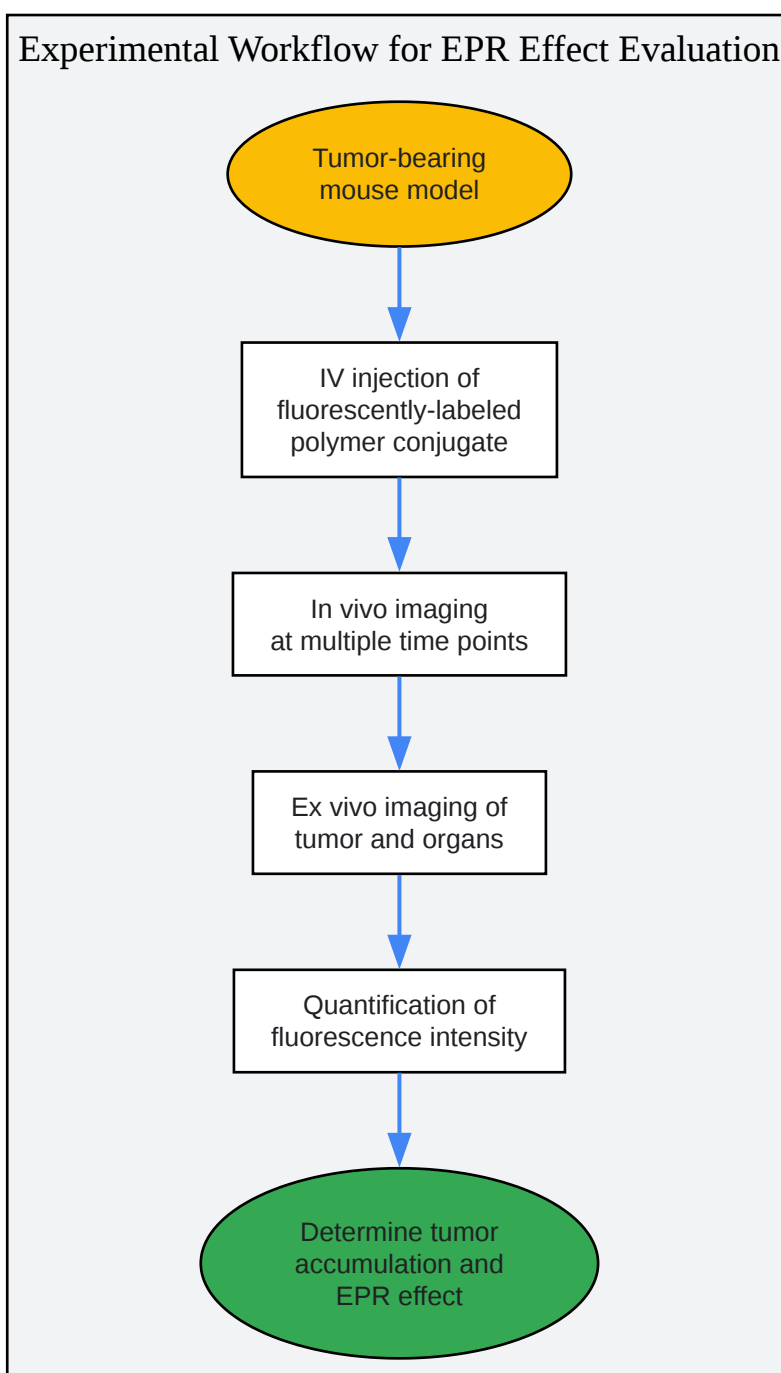 Experimental Workflow for EPR Effect Evaluation
Tumor-bearing
mouse model
IV injection of
fluorescently-labeled
polymer conjugate
In vivo imaging
at multiple time points
Ex vivo imaging of
tumor and organs
Quantification of
fluorescence intensity
Determine tumor
accumulation and
EPR effect